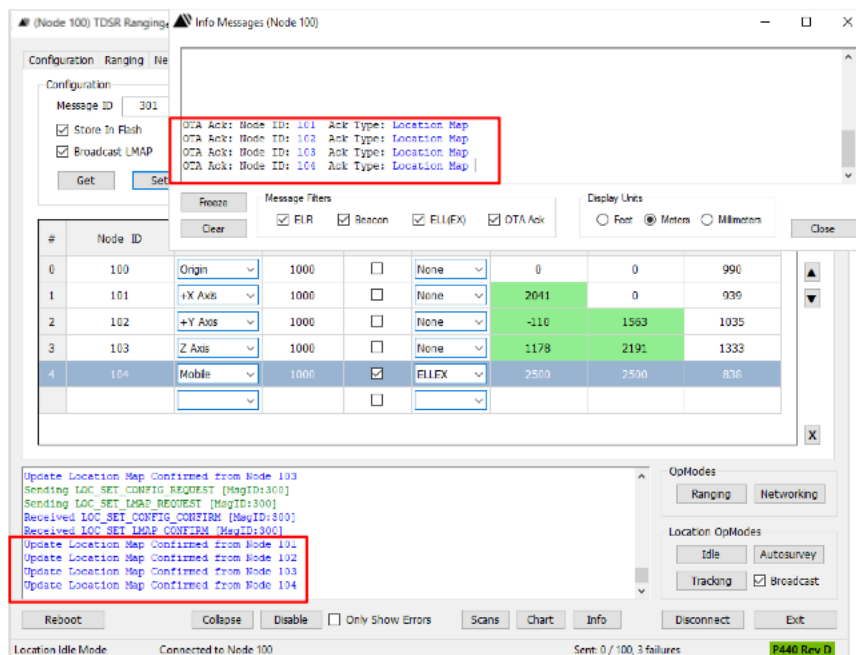 (Node 100) TDSR Ranging
Info Messages (Node 100)
Configuration Ranging Ne
Configuration
Message ID 301
Store In Flash
Broadcast LMAP
Get Set
OTA Ack: Node ID: 101 Ack Type: Location Map
OTA Ack: Node ID: 102 Ack Type: Location Map
OTA Ack: Node ID: 103 Ack Type: Location Map
OTA Ack: Node ID: 104 Ack Type: Location Map
Freeze
Clear
Message Filters
ELR Beacon ELL(EX) OTA Ack
Display Units
Feet Meters Millimeters
Close
# Node ID
0 100 Origin 1000 None 0 0 990
1 101 +X Axis 1000 None 2041 0 939
2 102 +Y Axis 1000 None -110 1563 1035
3 103 Z Axis 1000 None 1178 2191 1333
4 104 Mobile 1000 ELLEX 2500 2500 838
X
Update Location Map Confirmed from Node 103
Sending LOC_SET_CONFIG_REQUEST [MsgID:300]
Sending LOC_SET_LMAP_REQUEST [MsgID:300]
Received LOC_SET_CONFIG_CONFIRM [MsgID:300]
Received LOC_SET_LMAP_CONFIRM [MsgID:300]
Update Location Map Confirmed from Node 101
Update Location Map Confirmed from Node 102
Update Location Map Confirmed from Node 103
Update Location Map Confirmed from Node 104
OpModes
Ranging Networking
Location OpModes
Idle Autosurvey
Tracking Broadcast
Reboot Collapse Disable Only Show Errors Scans Chart Info Disconnect Exit
Location Idle Mode Connected to Node 100 Sent: 0 / 100, 3 failures P440 Rev D